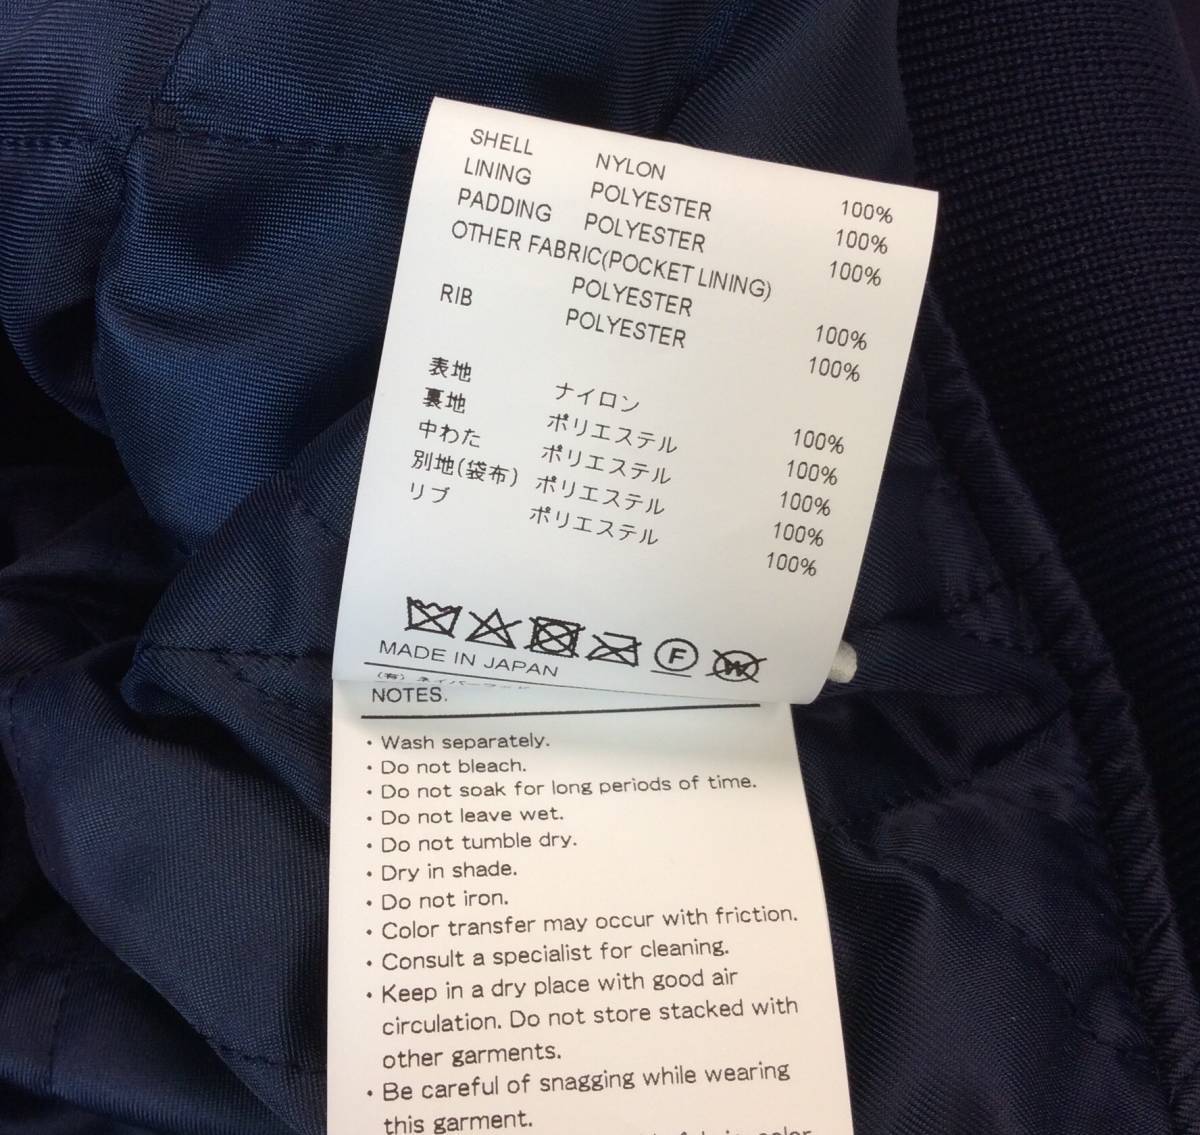 SHELL NYLON 100%
LINING POLYESTER 100%
PADDING POLYESTER 100%
OTHER FABRIC(POCKET LINING)
POLYESTER 100%
RIB POLYESTER 100%
表地 ナイロン 100%
裏地 ポリエステル 100%
中わた ポリエステル 100%
別地(袋布) ポリエステル 100%
リブ ポリエステル 100%
F W
MADE IN JAPAN
NOTES.
・Wash separately.
・Do not bleach.
・Do not soak for long periods of time.
・Do not leave wet.
・Do not tumble dry.
・Dry in shade.
・Do not iron.
・Color transfer may occur with friction.
・Consult a specialist for cleaning.
・Keep in a dry place with good air
circulation. Do not store stacked with
other garments.
・Be careful of snagging while wearing
this garment.